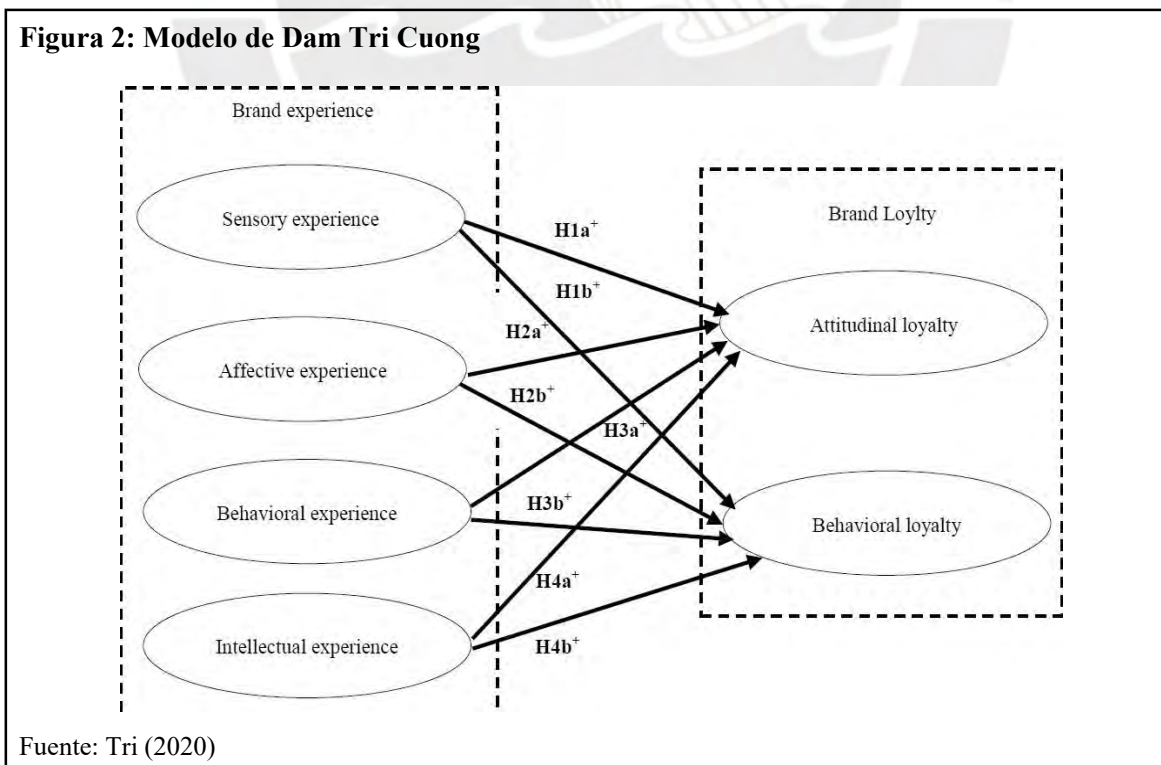 Figura 2: Modelo de Dam Tri Cuong
Brand experience
Sensory experience
Affective experience
Behavioral experience
Intellectual experience
H1a+
H1b+
H2a+
H2b+
H3a+
H3b+
H4a+
H4b+
Brand Loylty
Attitudinal loyalty
Behavioral loyalty
Fuente: Tri (2020)